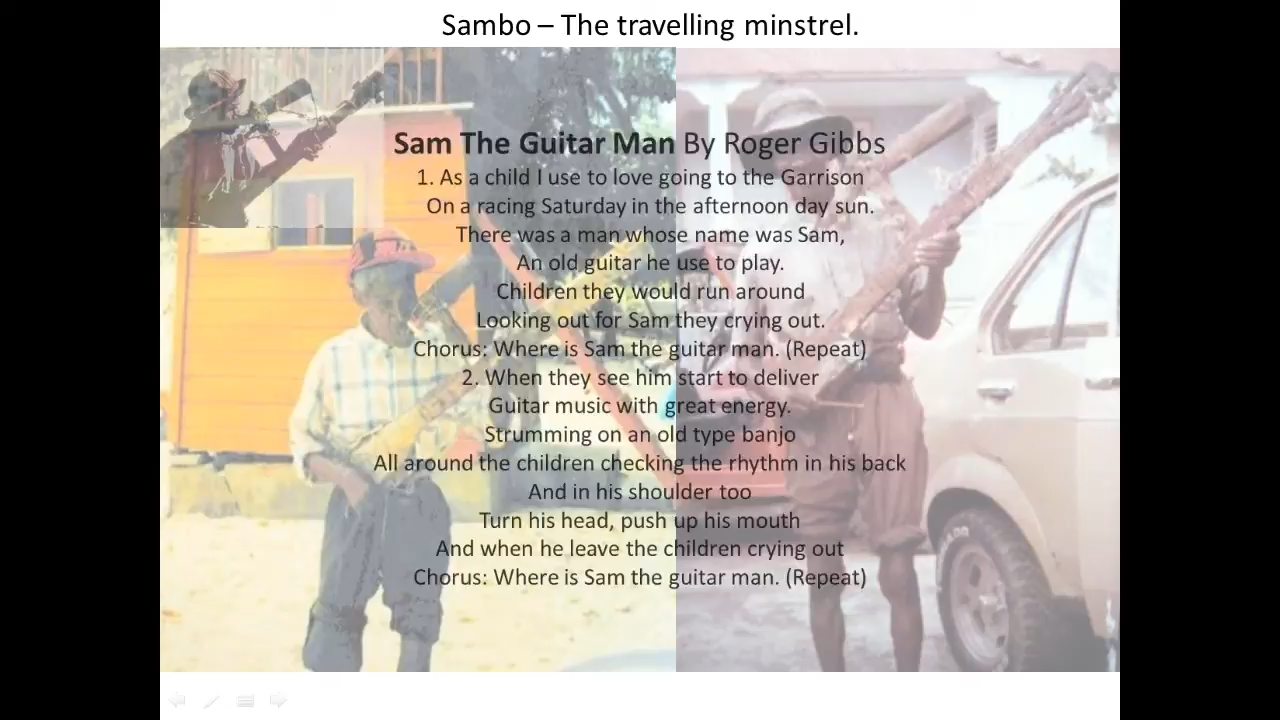 Sambo – The travelling minstrel.
Sam The Guitar Man By Roger Gibbs
1. As a child I use to love going to the Garrison
On a racing Saturday in the afternoon day sun.
There was a man whose name was Sam,
An old guitar he use to play.
Children they would run around
Looking out for Sam they crying out.
Chorus: Where is Sam the guitar man. (Repeat)
2. When they see him start to deliver
Guitar music with great energy.
Strumming on an old type banjo
All around the children checking the rhythm in his back
And in his shoulder too
Turn his head, push up his mouth
And when he leave the children crying out
Chorus: Where is Sam the guitar man. (Repeat)